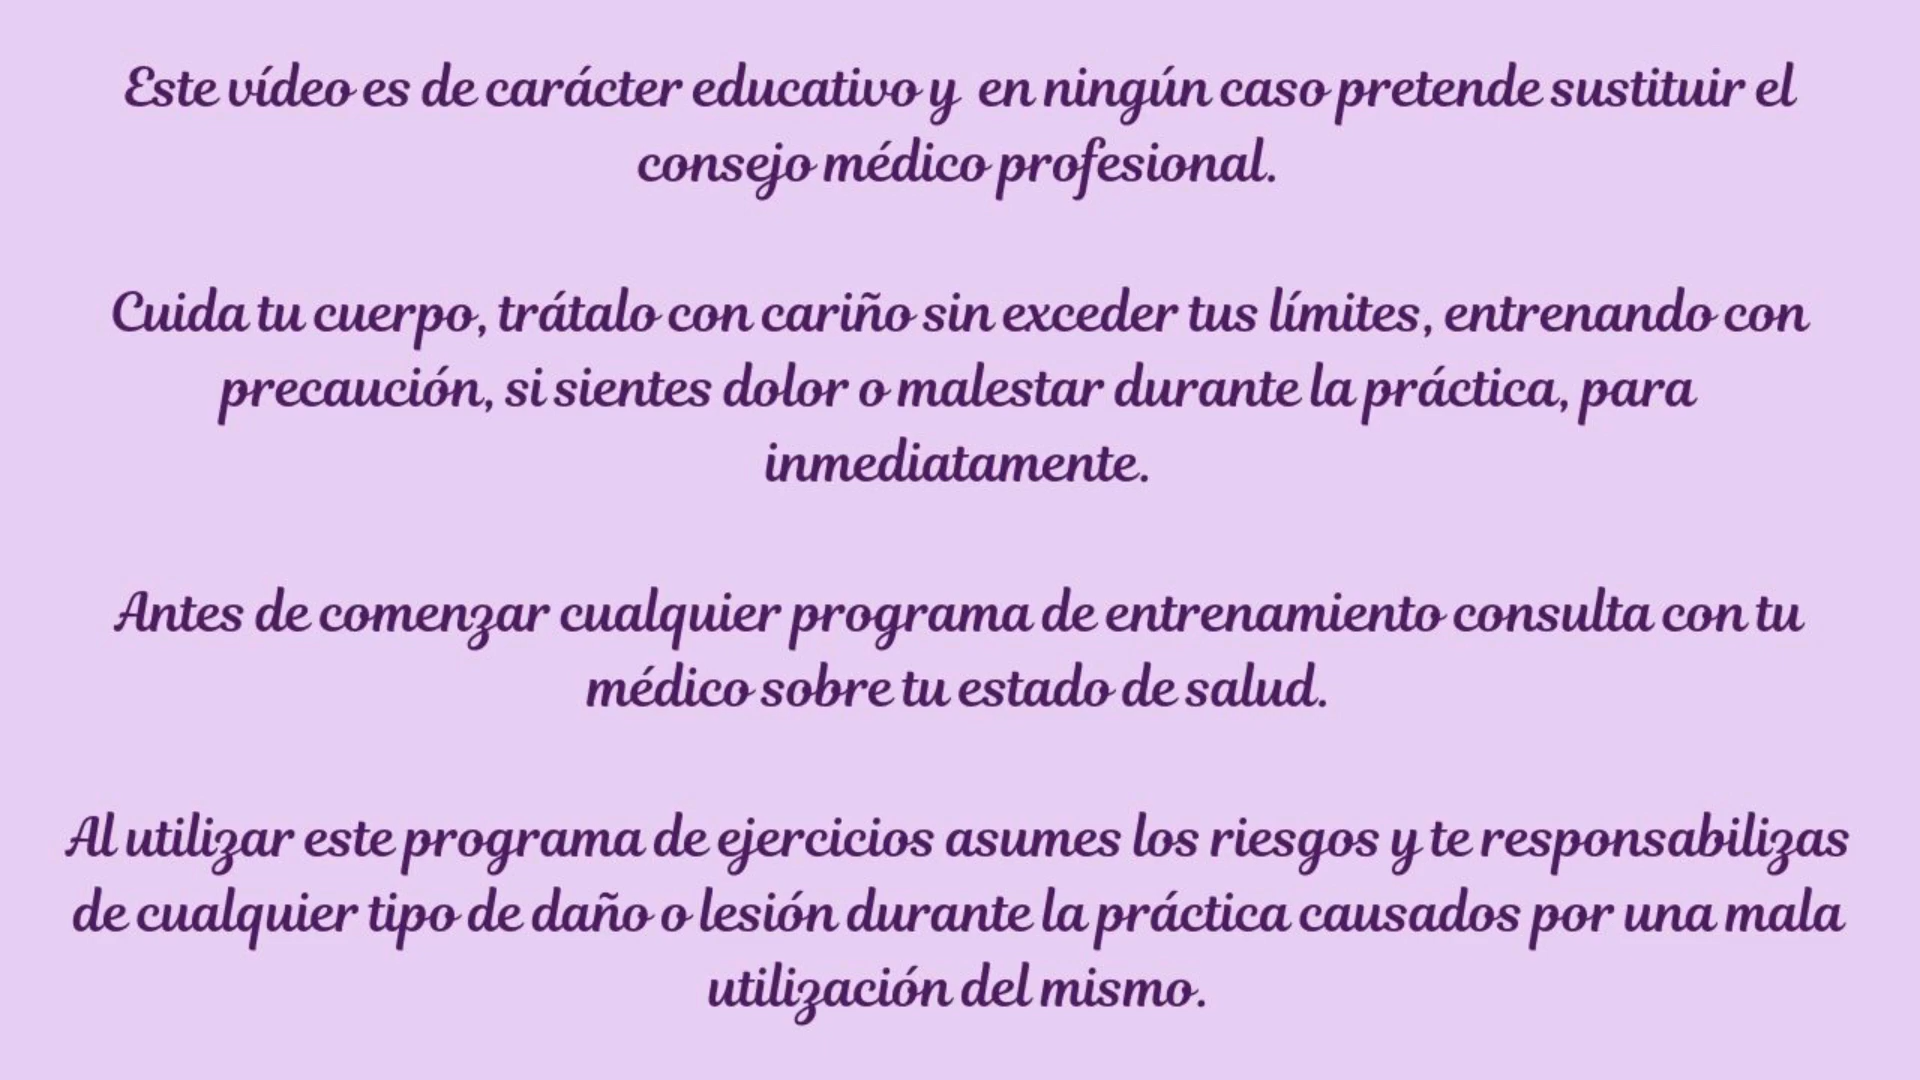 Este vídeo es de carácter educativo y en ningún caso pretende sustituir el
consejo médico profesional.
Cuida tu cuerpo, trátalo con cariño sin exceder tus límites, entrenando con
precaución, si sientes dolor o malestar durante la práctica, para
inmediatamente.
Antes de comenzar cualquier programa de entrenamiento consulta con tu
médico sobre tu estado de salud.
Al utilizar este programa de ejercicios asumes los riesgos y te responsabilizas
de cualquier tipo de daño o lesión durante la práctica causados por una mala
utilización del mismo.